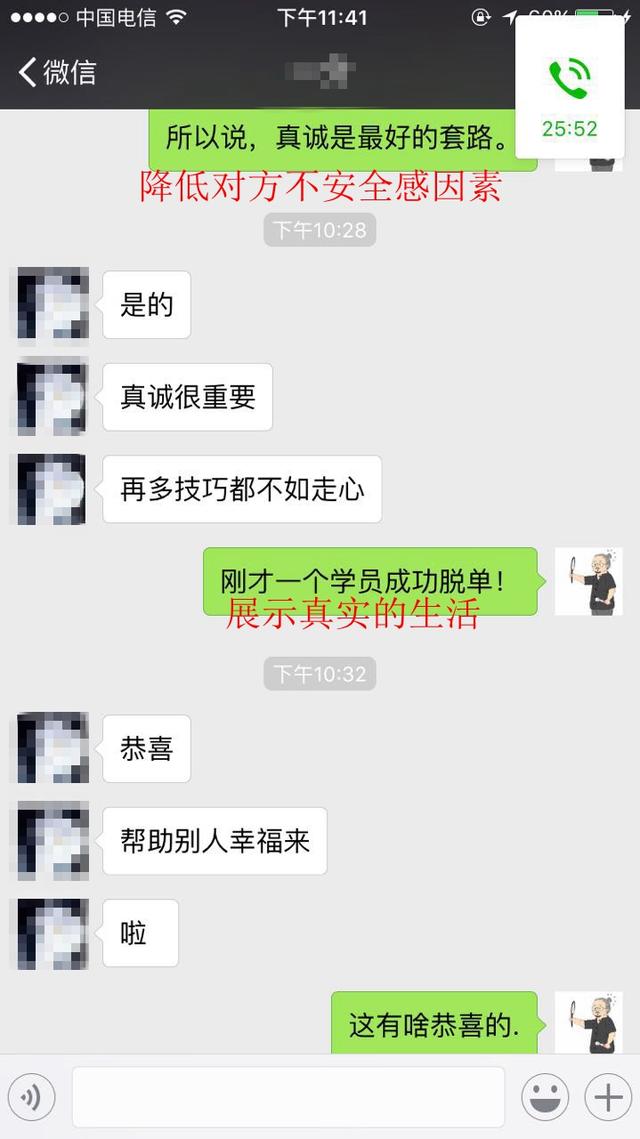 中国电信
下午11:41
60%
微信
25:52
所以说，真诚是最好的套路。
降低对方不安全感因素
下午10:28
是的
真诚很重要
再多技巧都不如走心
刚才一个学员成功脱单！
展示真实的生活
下午10:32
恭喜
帮助别人幸福来
啦
这有啥恭喜的.